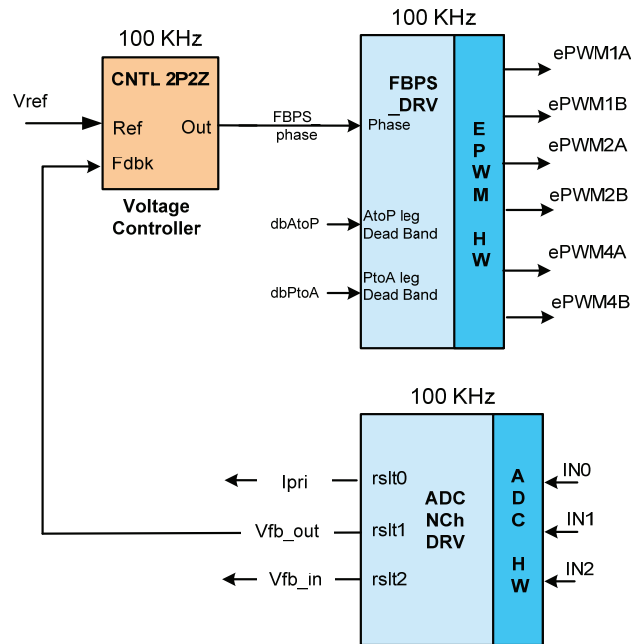 100 KHz
CNTL 2P2Z
Vref
Ref
Out
Fdbk
Voltage
Controller
FBPS_
phase
100 KHz
FBPS
_DRV
Phase
dbAtoP
AtoP leg
Dead Band
dbPtoA
PtoA leg
Dead Band
E
P
W
M
H
W
ePWM1A
ePWM1B
ePWM2A
ePWM2B
ePWM4A
ePWM4B
100 KHz
Ipri
rslt0
Vfb_out
rslt1
Vfb_in
rslt2
ADC
NCh
DRV
A
D
C
H
W
IN0
IN1
IN2